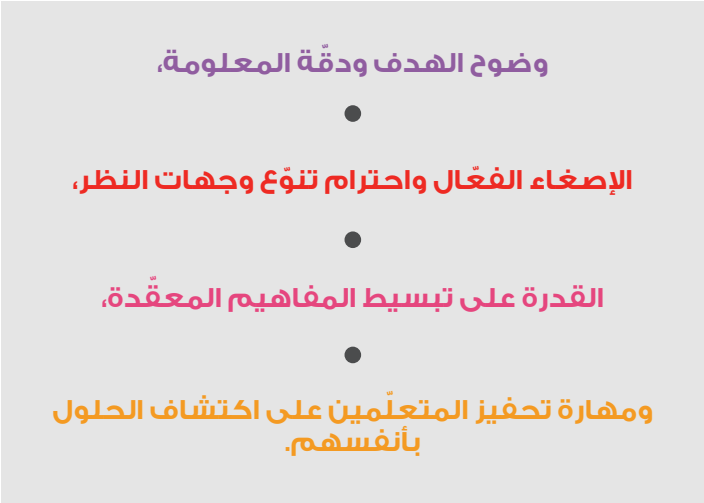 وضوح الهدف ودقّة المعلومة،
الإصغاء الفعّال واحترام تنوّع وجهات النظر،
القدرة على تبسيط المفاهيم المعقّدة،
ومهارة تحفيز المتعلّمين على اكتشاف الحلول
بأنفسهم.